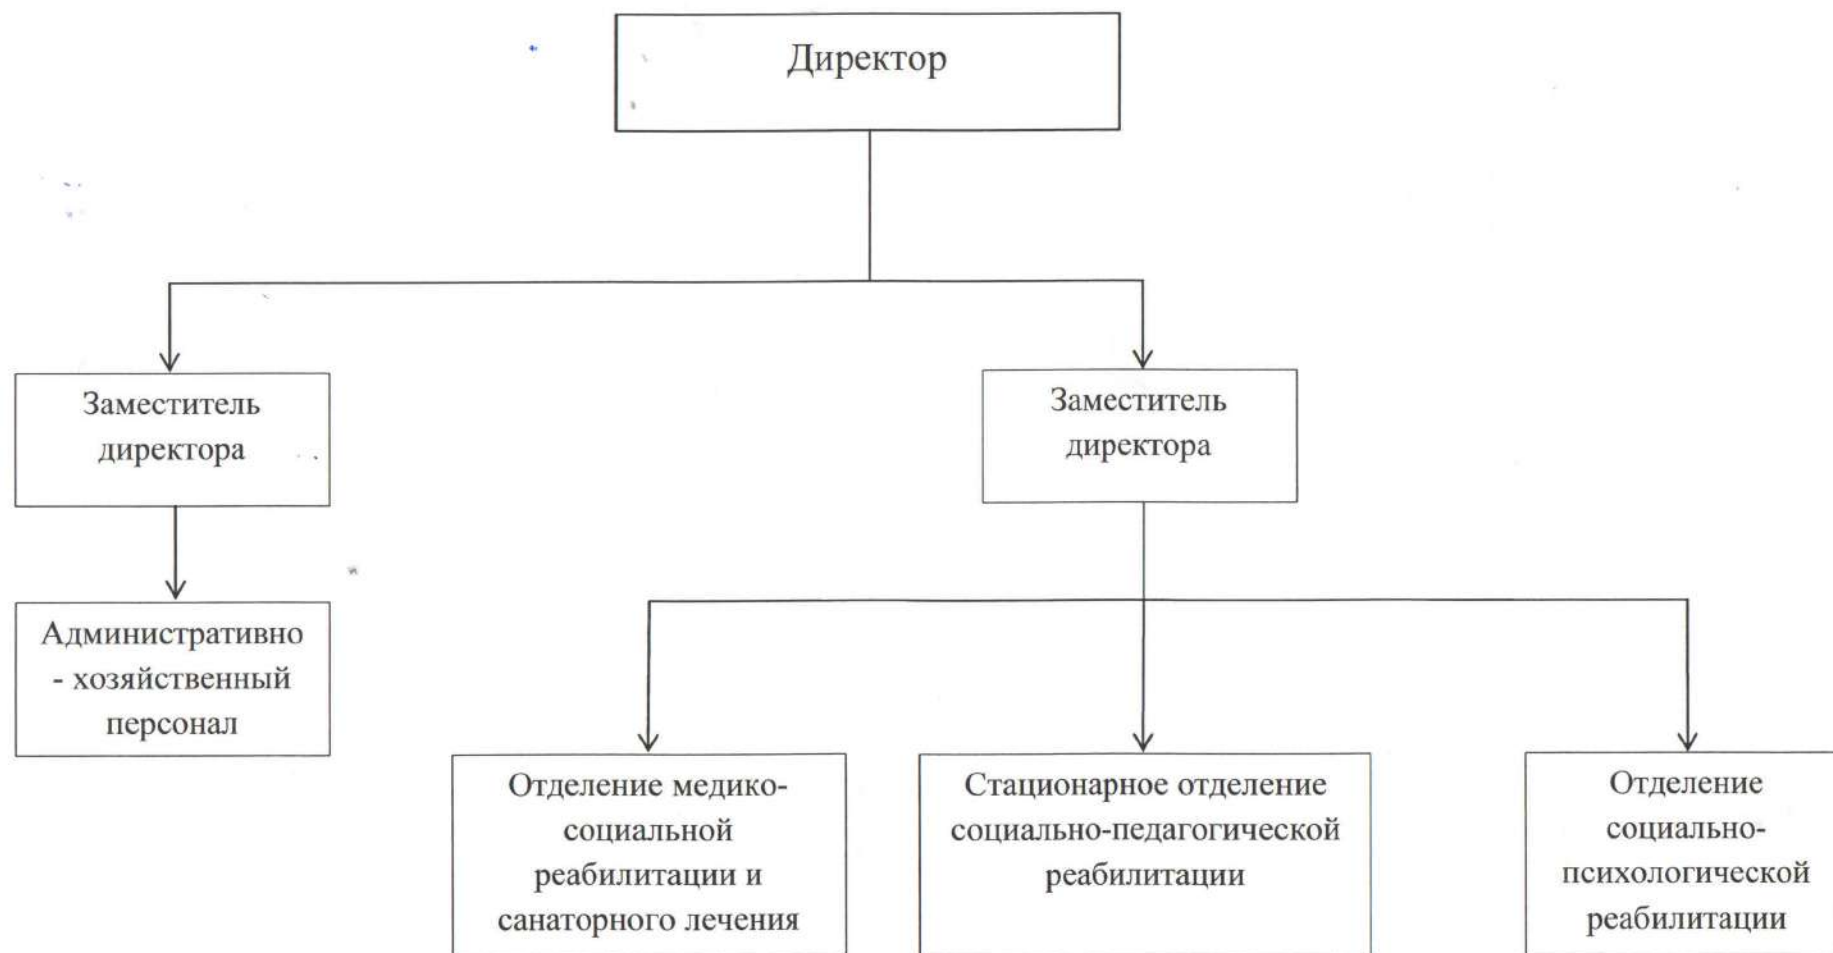 Директор
Заместитель
директора
Заместитель
директора
Административно
- хозяйственный
персонал
Отделение медико-
социальной
реабилитации и
санаторного лечения
Стационарное отделение
социально-педагогической
реабилитации
Отделение
социально-
психологической
реабилитации